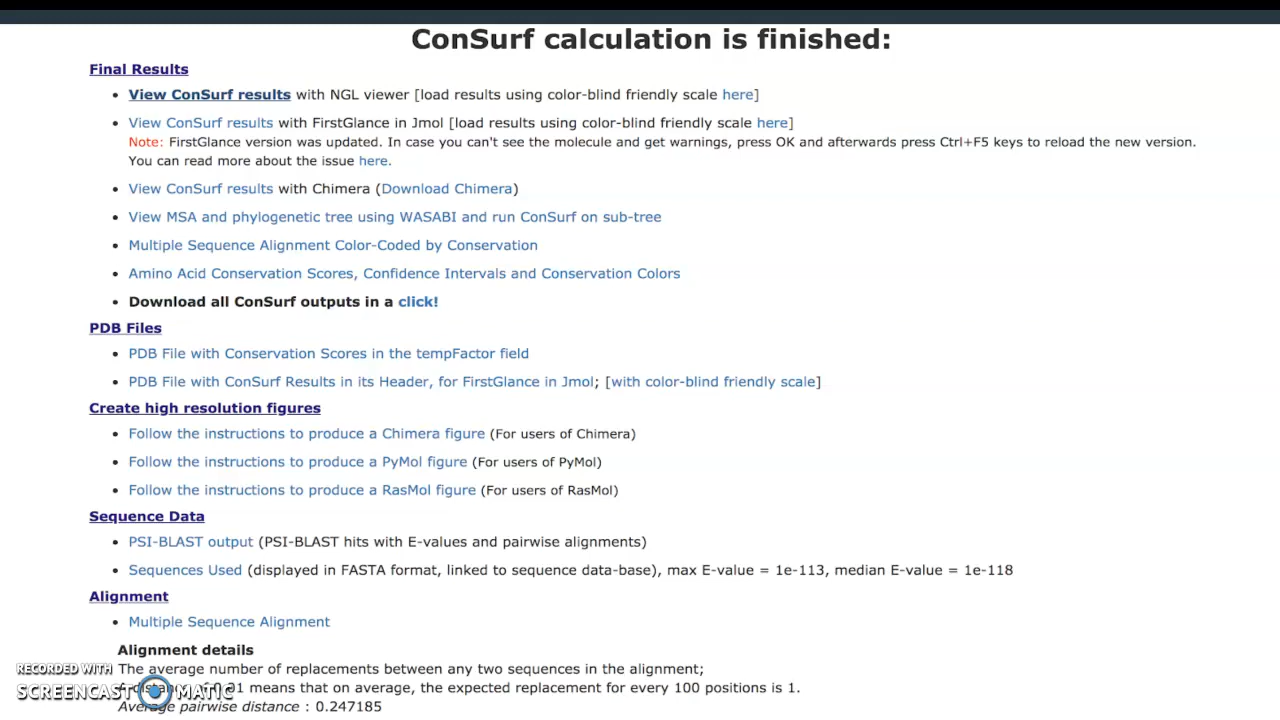 ConSurf calculation is finished:
Final Results
View ConSurf results with NGL viewer [load results using color-blind friendly scale here]
View ConSurf results with FirstGlance in Jmol [load results using color-blind friendly scale here]
Note: FirstGlance version was updated. In case you can't see the molecule and get warnings, press OK and afterwards press Ctrl+F5 keys to reload the new version.
You can read more about the issue here.
View ConSurf results with Chimera (Download Chimera)
View MSA and phylogenetic tree using WASABI and run ConSurf on sub-tree
Multiple Sequence Alignment Color-Coded by Conservation
Amino Acid Conservation Scores, Confidence Intervals and Conservation Colors
Download all ConSurf outputs in a click!
PDB Files
PDB File with Conservation Scores in the tempFactor field
PDB File with ConSurf Results in its Header, for FirstGlance in Jmol; [with color-blind friendly scale]
Create high resolution figures
Follow the instructions to produce a Chimera figure (For users of Chimera)
Follow the instructions to produce a PyMol figure (For users of PyMol)
Follow the instructions to produce a RasMol figure (For users of RasMol)
Sequence Data
PSI-BLAST output (PSI-BLAST hits with E-values and pairwise alignments)
Sequences Used (displayed in FASTA format, linked to sequence data-base), max E-value = 1e-113, median E-value = 1e-118
Alignment
Multiple Sequence Alignment
Alignment details
The average number of replacements between any two sequences in the alignment;
means that on average, the expected replacement for every 100 positions is 1.
Average pairwise distance : 0.247185
RECORDED WITH
SCREENCAST MATIC